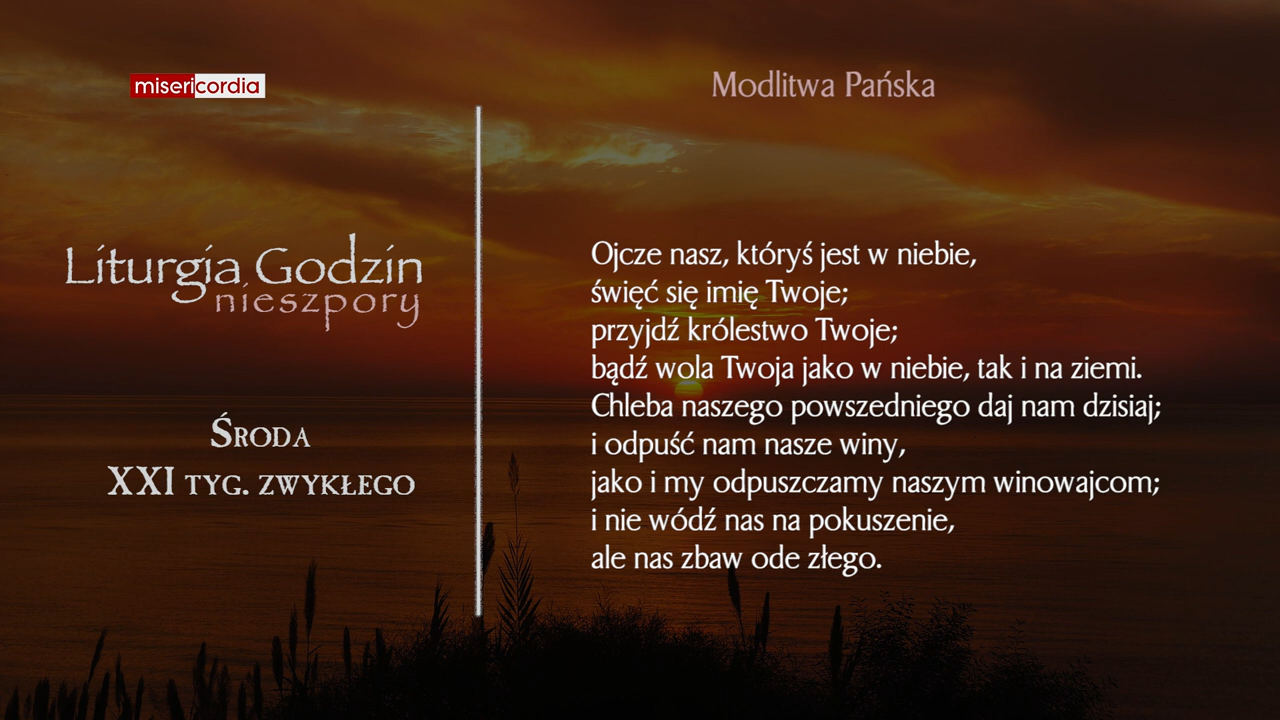 misericordia
Liturgia Godzin
nieszpory
Środa
XXI tyg. zwykłego
Modlitwa Pańska
Ojcze nasz, któryś jest w niebie,
święć się imię Twoje;
przyjdź królestwo Twoje;
bądź wola Twoja jako w niebie, tak i na ziemi.
Chleba naszego powszedniego daj nam dzisiaj;
i odpuść nam nasze winy,
jako i my odpuszczamy naszym winowajcom;
i nie wódź nas na pokuszenie,
ale nas zbaw ode złego.